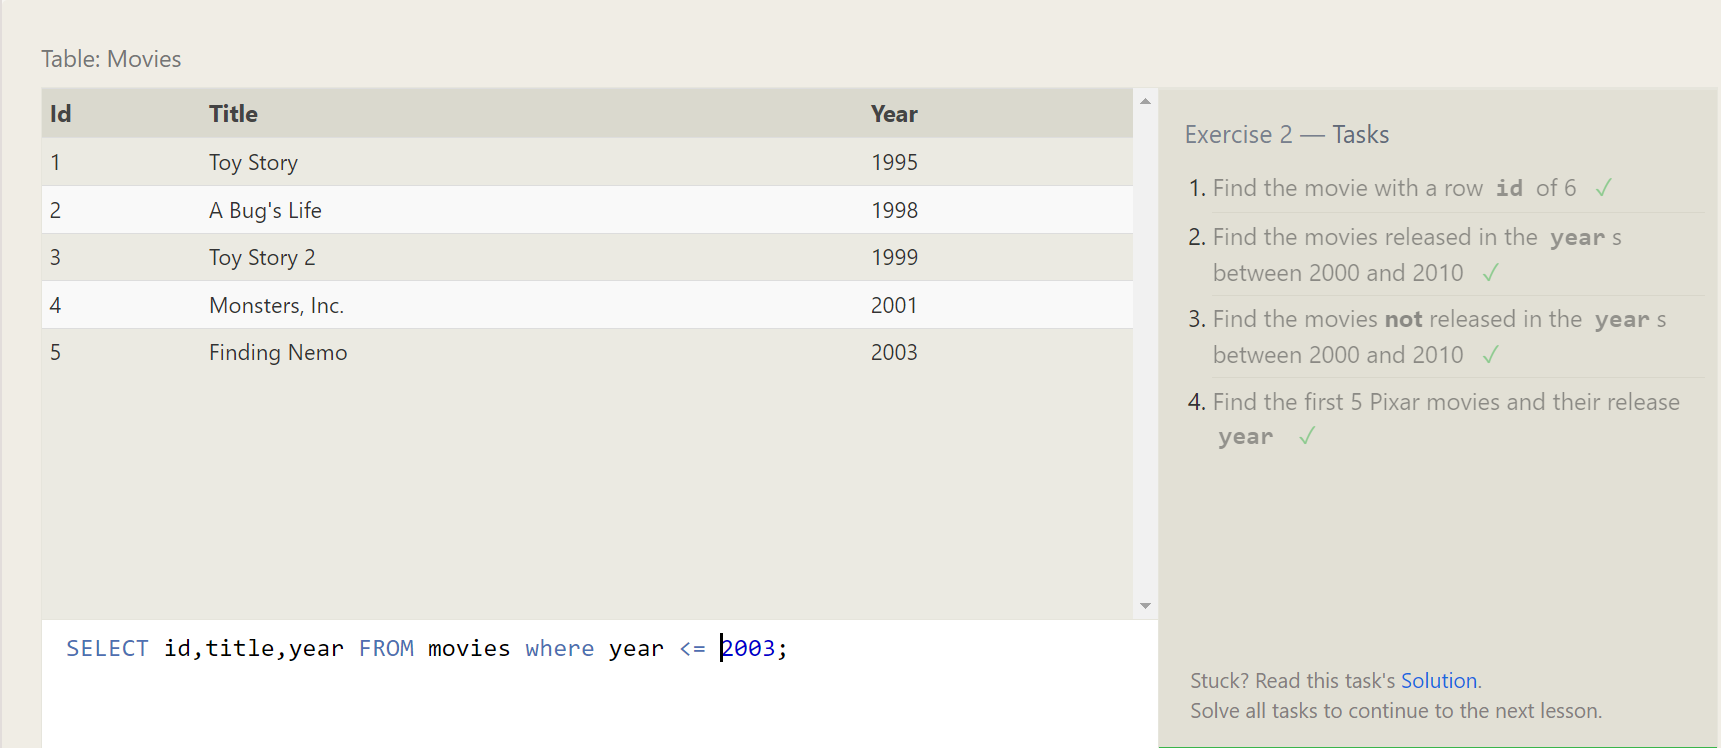 Table: Movies
Id Title Year
1 Toy Story 1995
2 A Bug's Life 1998
3 Toy Story 2 1999
4 Monsters, Inc. 2001
5 Finding Nemo 2003
SELECT id,title,year FROM movies where year <= 2003;
Exercise 2 — Tasks
1. Find the movie with a row id of 6 ✓
2. Find the movies released in the year s
between 2000 and 2010 ✓
3. Find the movies not released in the year s
between 2000 and 2010 ✓
4. Find the first 5 Pixar movies and their release
year ✓
Stuck? Read this task's Solution.
Solve all tasks to continue to the next lesson.